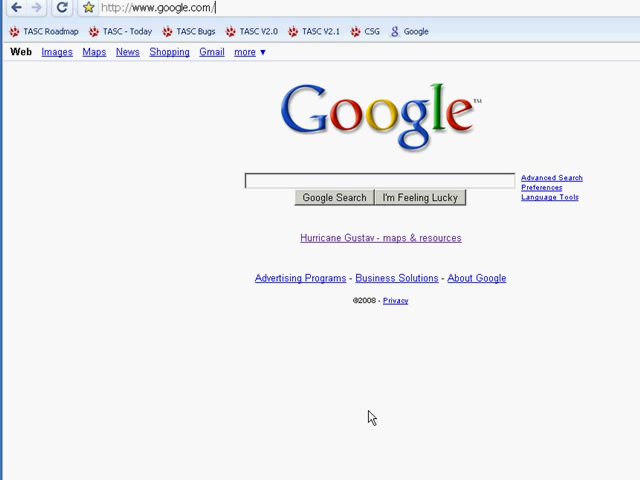 http://www.google.com/
TASC Roadmap TASC - Today TASC Bugs TASC V2.0 TASC V2.1 CSG Google
Web Images Maps News Shopping Gmail more ▼
Google™
Advanced Search
Preferences
Language Tools
Google Search I'm Feeling Lucky
Hurricane Gustav - maps & resources
Advertising Programs - Business Solutions - About Google
©2008 - Privacy